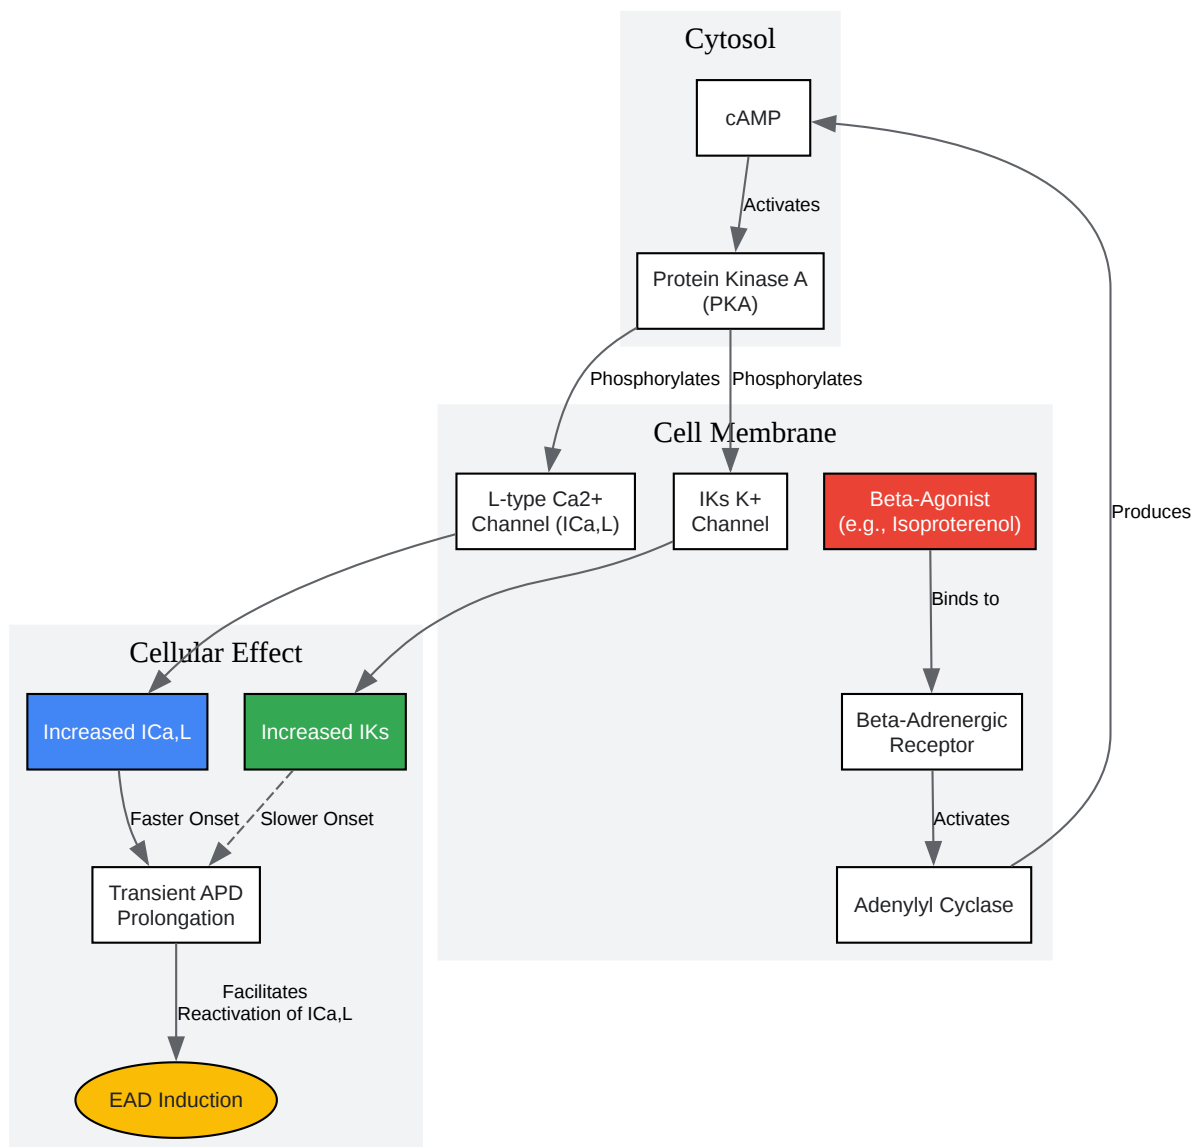 Cytosol
cAMP
Activates
Protein Kinase A
(PKA)
Phosphorylates
Phosphorylates
Cell Membrane
L-type Ca2+
Channel (ICa,L)
IKs K+
Channel
Beta-Agonist
(e.g., Isoproterenol)
Produces
Binds to
Cellular Effect
Increased ICa,L
Increased IKs
Beta-Adrenergic
Receptor
Faster Onset
Slower Onset
Activates
Transient APD
Prolongation
Adenylyl Cyclase
Facilitates
Reactivation of ICa,L
EAD Induction